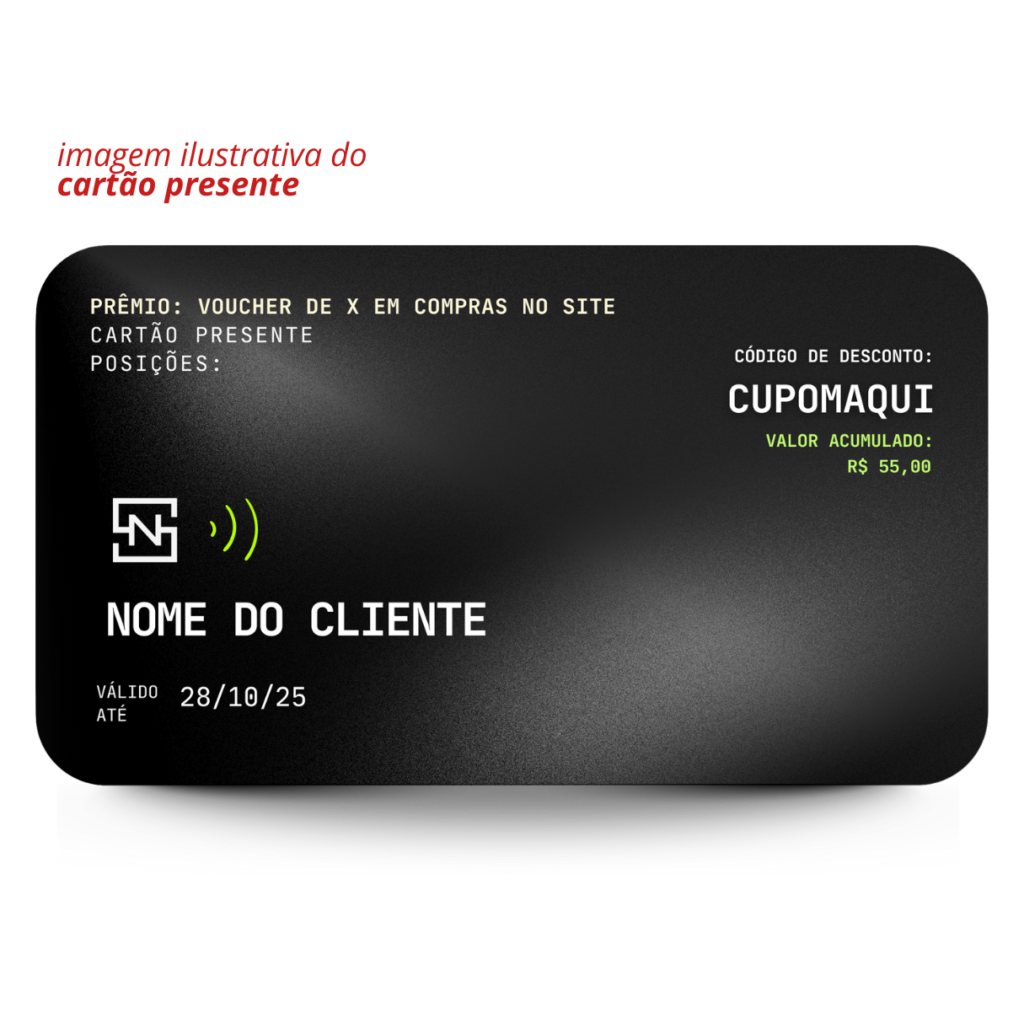 imagem ilustrativa do
cartão presente
PRÊMIO: VOUCHER DE X EM COMPRAS NO SITE
CARTÃO PRESENTE
POSIÇÕES:
CÓDIGO DE DESCONTO:
CUPOMAQUI
VALOR ACUMULADO:
R$ 55,00
N
NOME DO CLIENTE
VÁLIDO
ATÉ
28/10/25